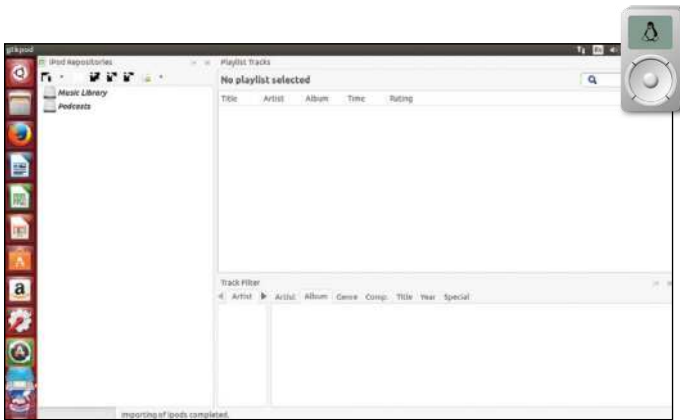 gtkpod
iPod Repositories
Playlist Tracks
No playlist selected
Music Library
Podcasts
Title Artist Album Time Rating
Track Filter
Artist Artist Album Genre Comp. Title Year Special
Importing of iPods completed.